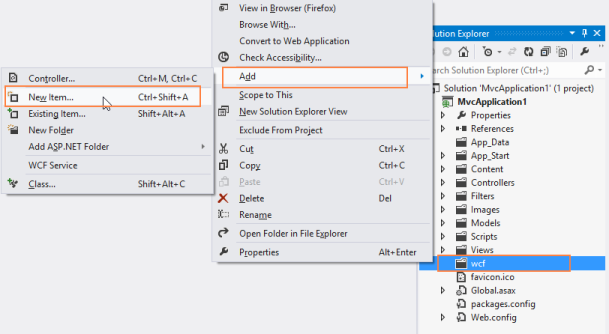 Controller... Ctrl+M, Ctrl+C
New Item... Ctrl+Shift+A
Existing Item... Shift+Alt+A
New Folder
Add ASP.NET Folder
WCF Service
Class... Shift+Alt+C
View in Browser (Firefox)
Browse With...
Convert to Web Application
Check Accessibility...
Add
Scope to This
New Solution Explorer View
Exclude From Project
Cut Ctrl+X
Copy Ctrl+C
Paste Ctrl+V
Delete Del
Rename
Open Folder in File Explorer
Properties Alt+Enter
olution Explorer
arch Solution Explorer (Ctrl+;)
Solution 'MvcApplication1' (1 project)
MvcApplication1
Properties
References
App_Data
App_Start
Content
Controllers
Filters
Images
Models
Scripts
Views
wcf
favicon.ico
Global.asax
packages.config
Web.config